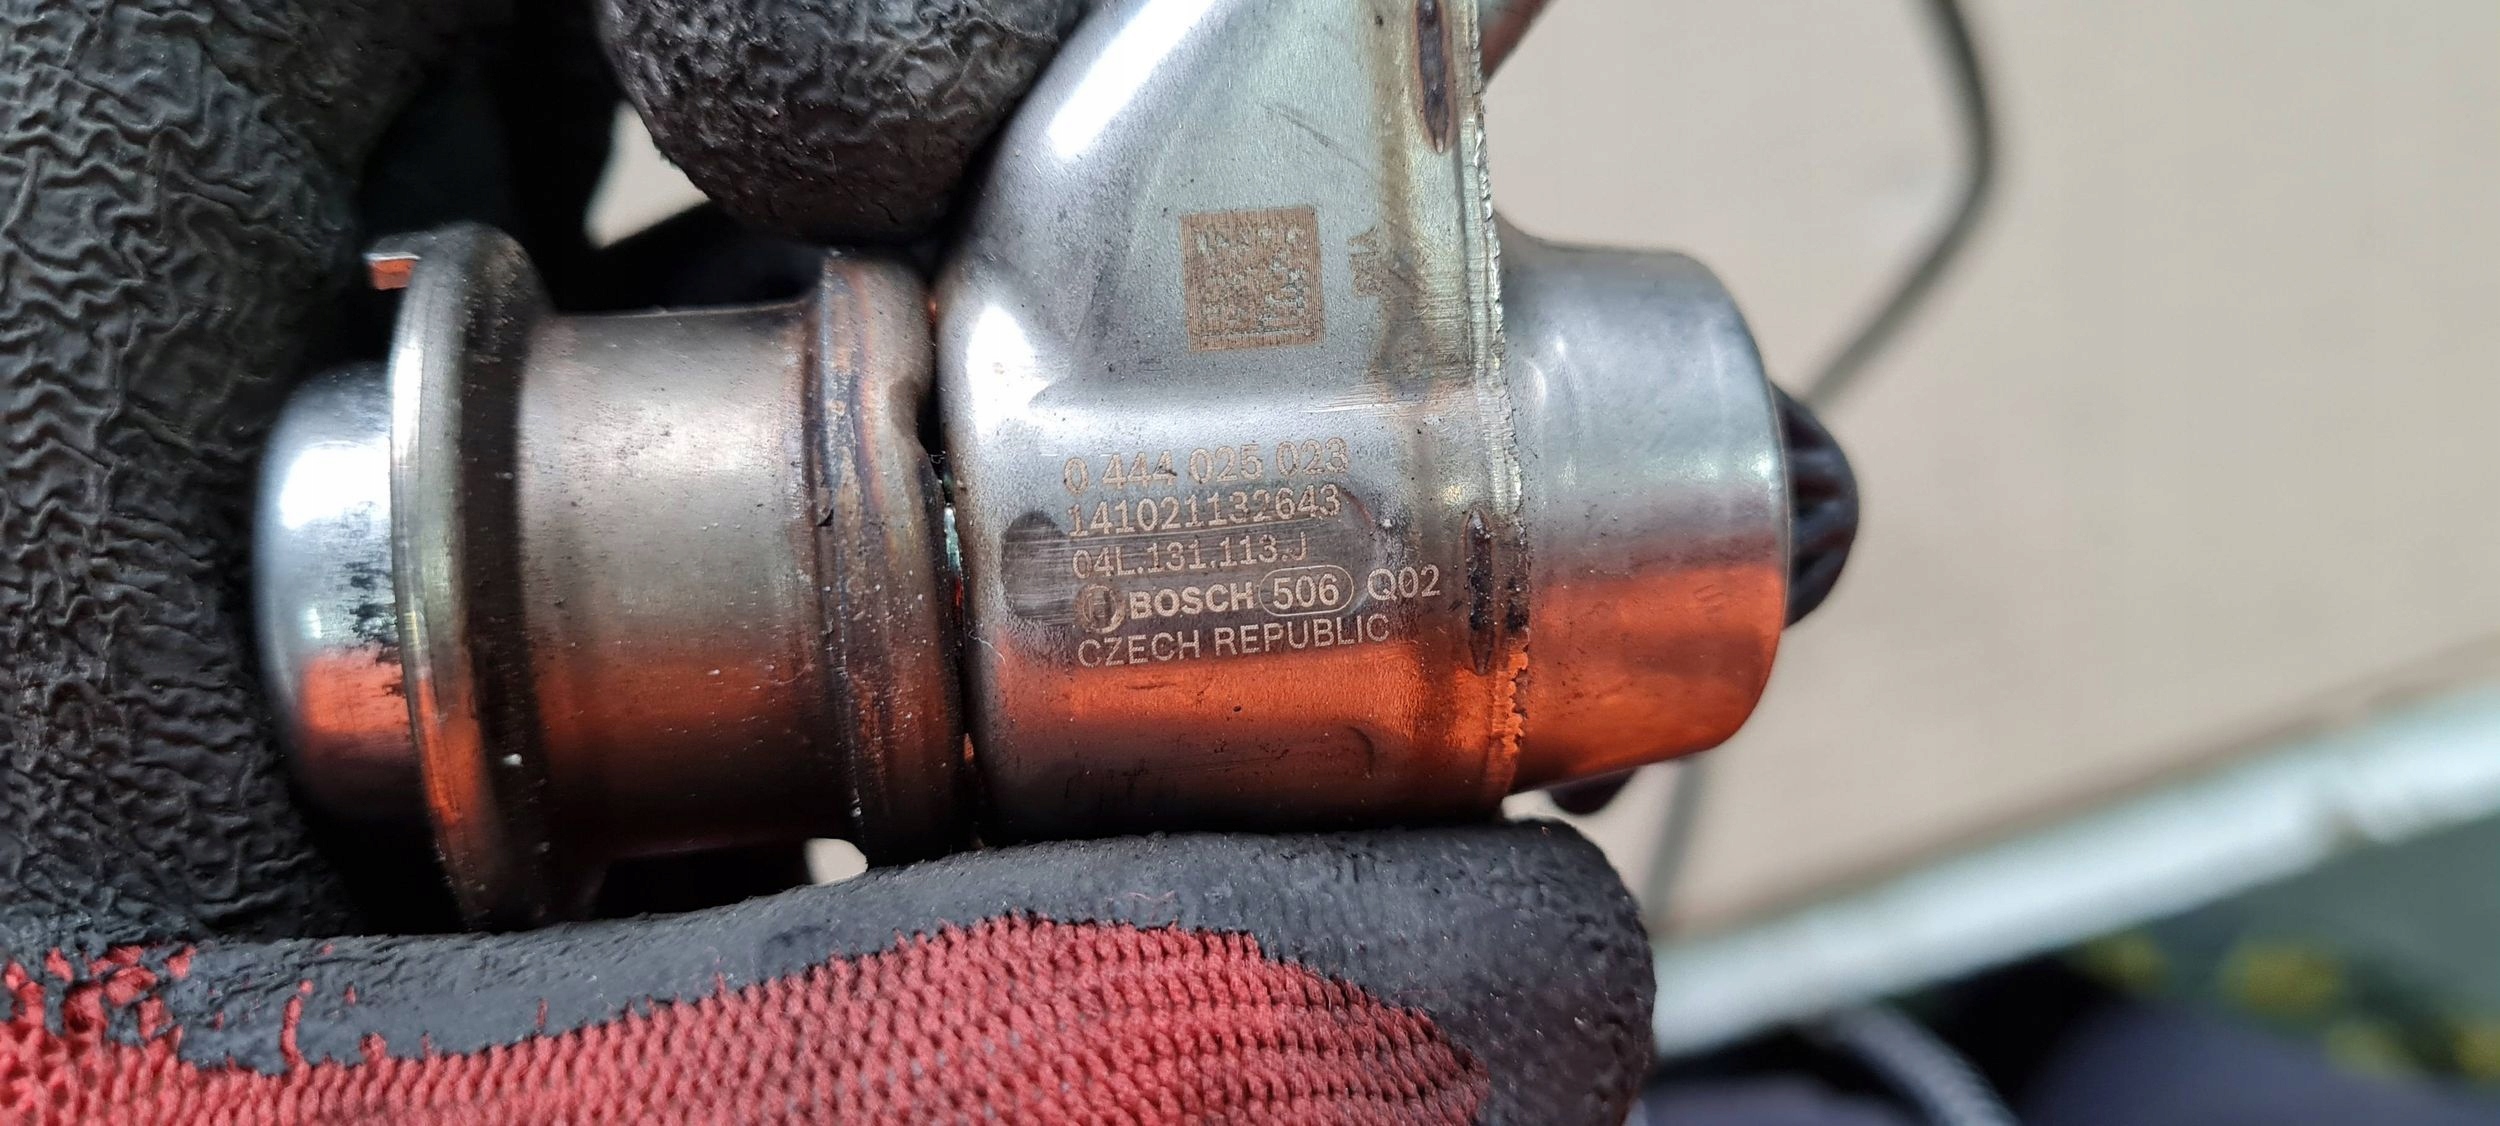 0 444 025 023
141021132643
04L.131.113.J
BOSCH 506 Q02
CZECH REPUBLIC